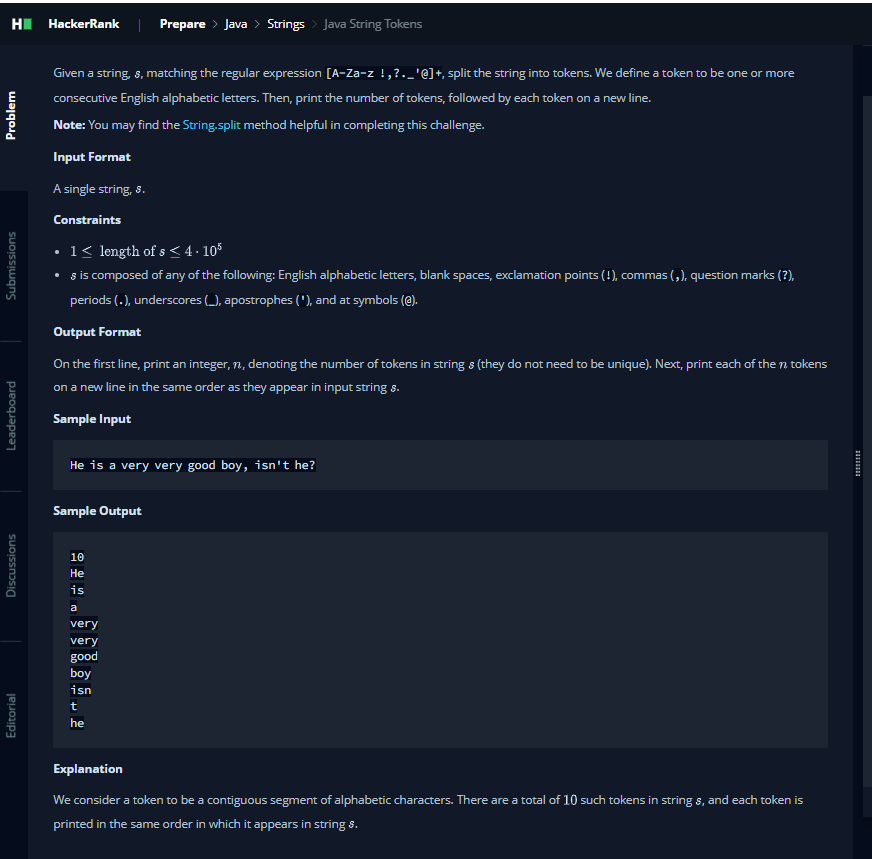 HackerRank | Prepare > Java > Strings > Java String Tokens
Problem
Submissions
Leaderboard
Discussions
Editorial
Given a string, s, matching the regular expression [A-Za-z !,?._'@]+, split the string into tokens. We define a token to be one or more
consecutive English alphabetic letters. Then, print the number of tokens, followed by each token on a new line.
Note: You may find the String.split method helpful in completing this challenge.
Input Format
A single string, s.
Constraints
• 1 ≤ length of s ≤ 4 · 10⁵
• s is composed of any of the following: English alphabetic letters, blank spaces, exclamation points (!), commas (,), question marks (?),
periods (.), underscores (_), apostrophes ('), and at symbols (@).
Output Format
On the first line, print an integer, n, denoting the number of tokens in string s (they do not need to be unique). Next, print each of the n tokens
on a new line in the same order as they appear in input string s.
Sample Input
He is a very very good boy, isn't he?
Sample Output
10
He
is
a
very
very
good
boy
isn
t
he
Explanation
We consider a token to be a contiguous segment of alphabetic characters. There are a total of 10 such tokens in string s, and each token is
printed in the same order in which it appears in string s.